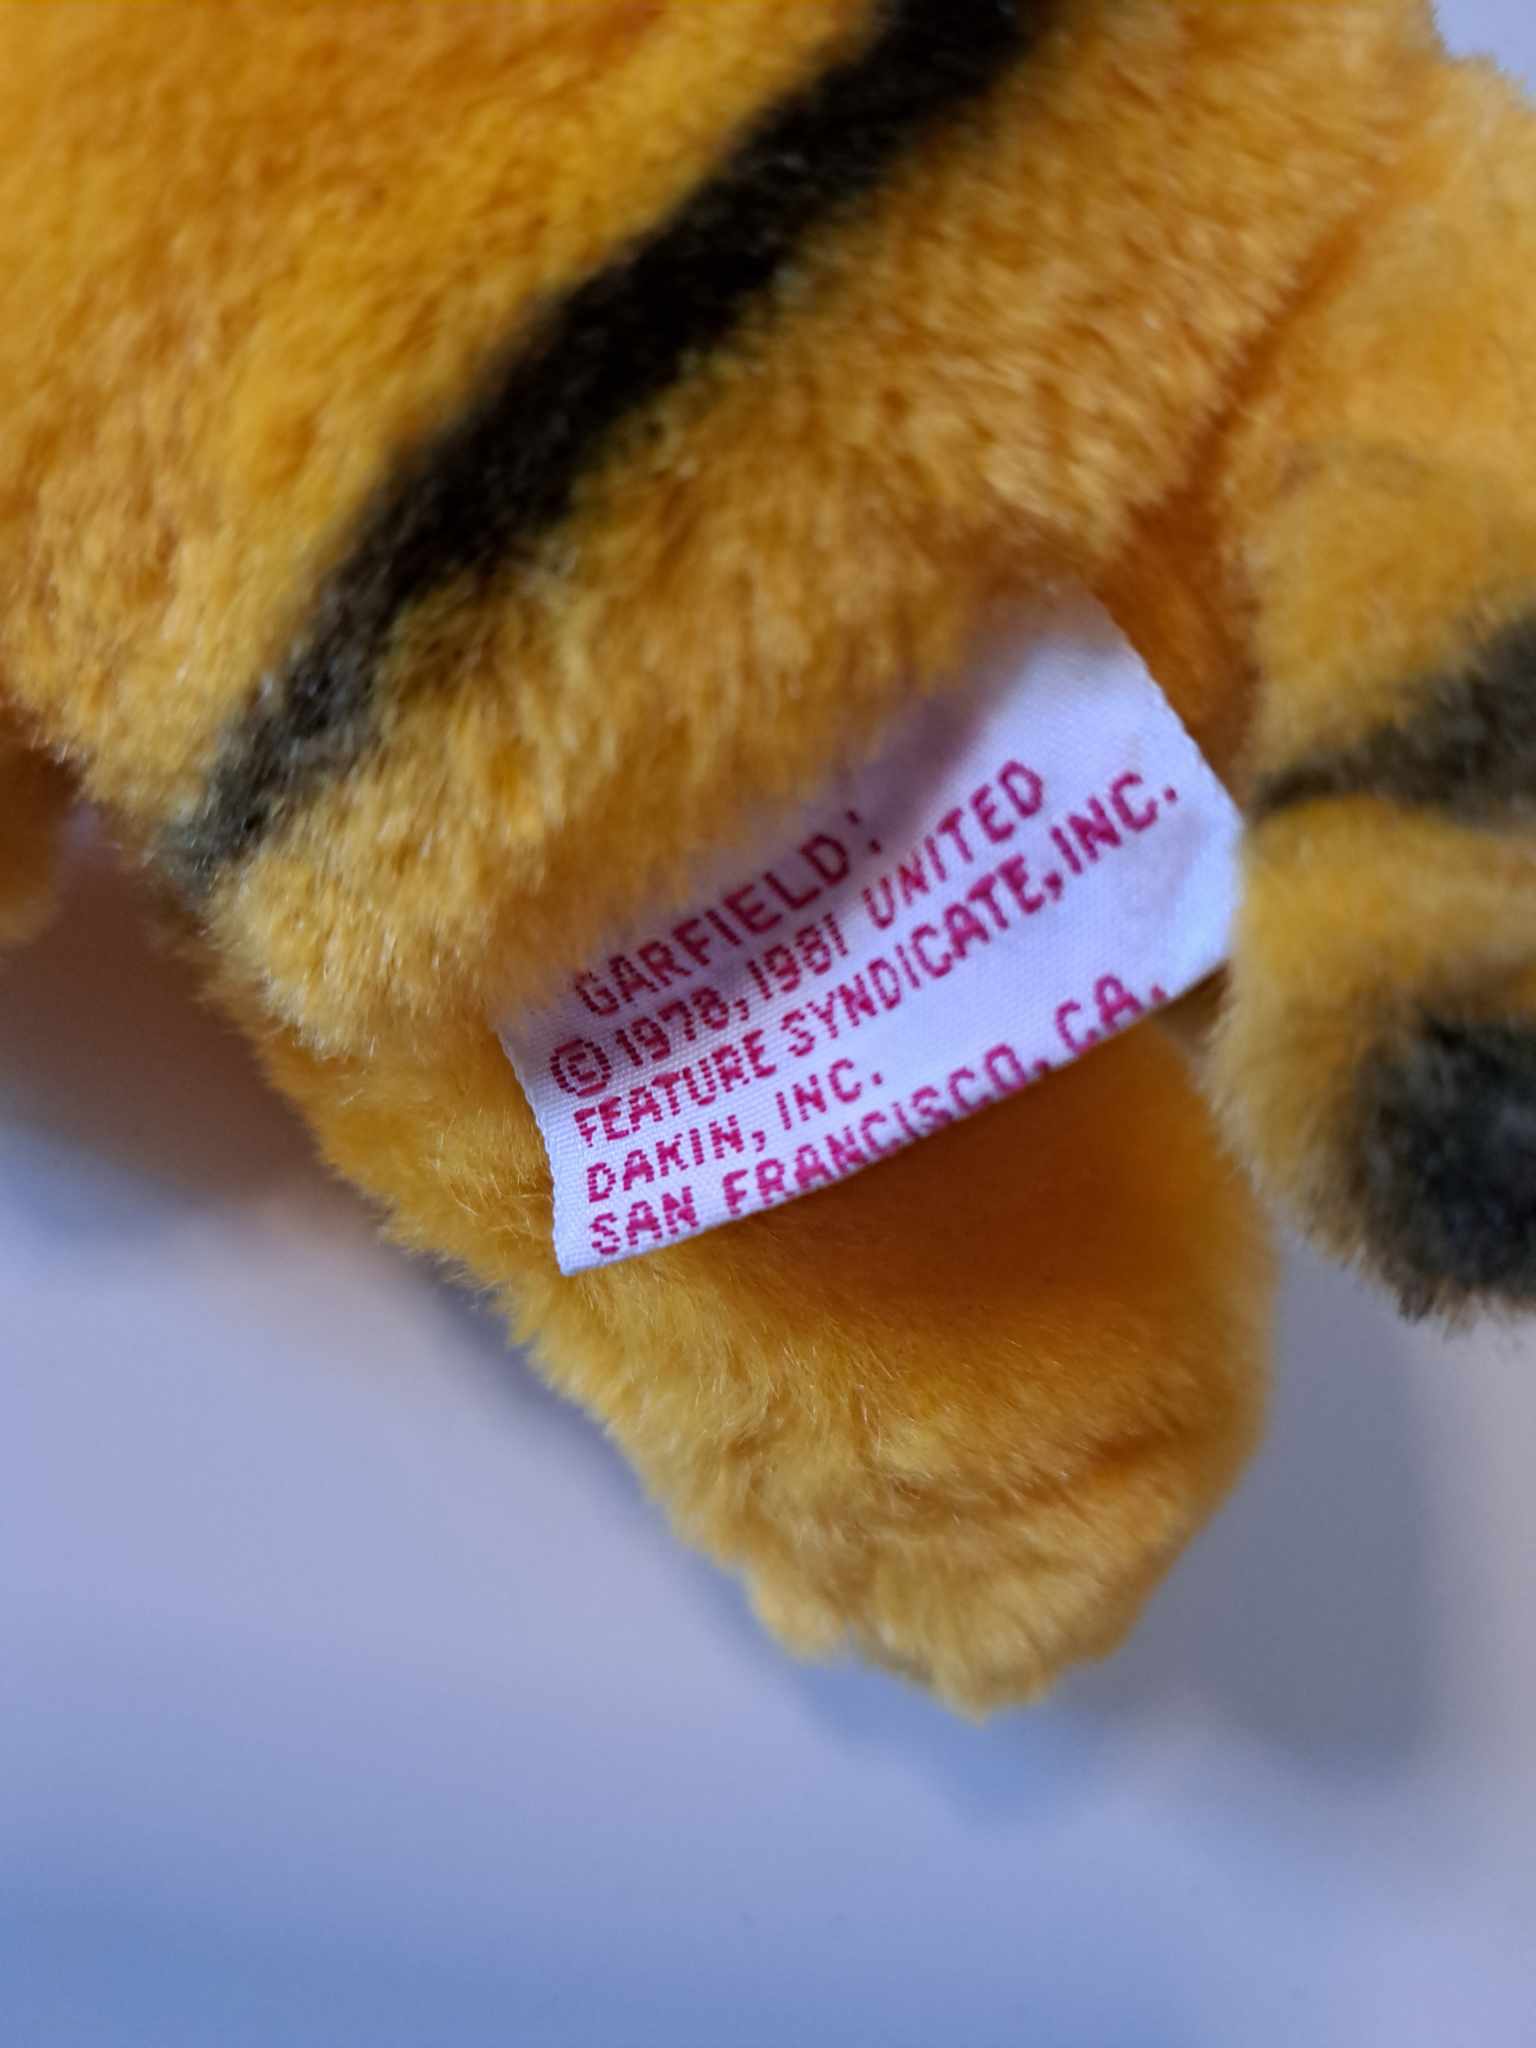 GARFIELD:
© 1978, 1981 UNITED
FEATURE SYNDICATE, INC.
DAKIN, INC.
SAN FRANCISCO, CA.